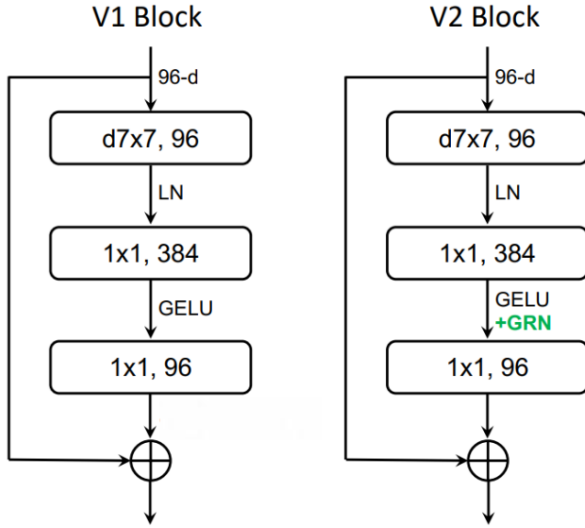 V1 Block
96-d
d7x7, 96
LN
1x1, 384
GELU
1x1, 96
V2 Block
96-d
d7x7, 96
LN
1x1, 384
GELU
+GRN
1x1, 96